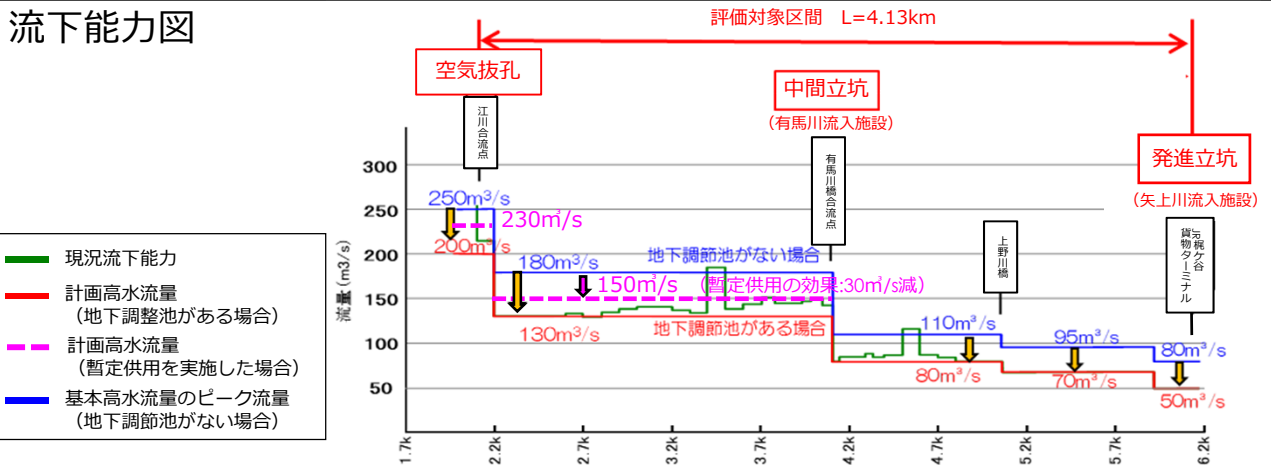 流下能力図
評価対象区間 L=4.13km
空気抜孔
中間立坑
(有馬川流入施設)
発進立坑
(矢上川流入施設)
江川合流点
有馬川橋合流点
上野川橋
JR梶ケ谷
貨物ターミナル
現況流下能力
計画高水流量
(地下調整池がある場合)
計画高水流量
(暫定供用を実施した場合)
基本高水流量のピーク流量
(地下調節池がない場合)
流量(m3/s)
300
250
200
150
100
50
250m³/s
230㎥/s
200m³/s
180m³/s
地下調節池がない場合
150㎥/s (暫定供用の効果:30㎥/s減)
130m³/s
地下調節池がある場合
110m³/s
95m³/s
80m³/s
80m³/s
70m³/s
50m³/s
1.7k
2.2k
2.7k
3.2k
3.7k
4.2k
4.7k
5.2k
5.7k
6.2k